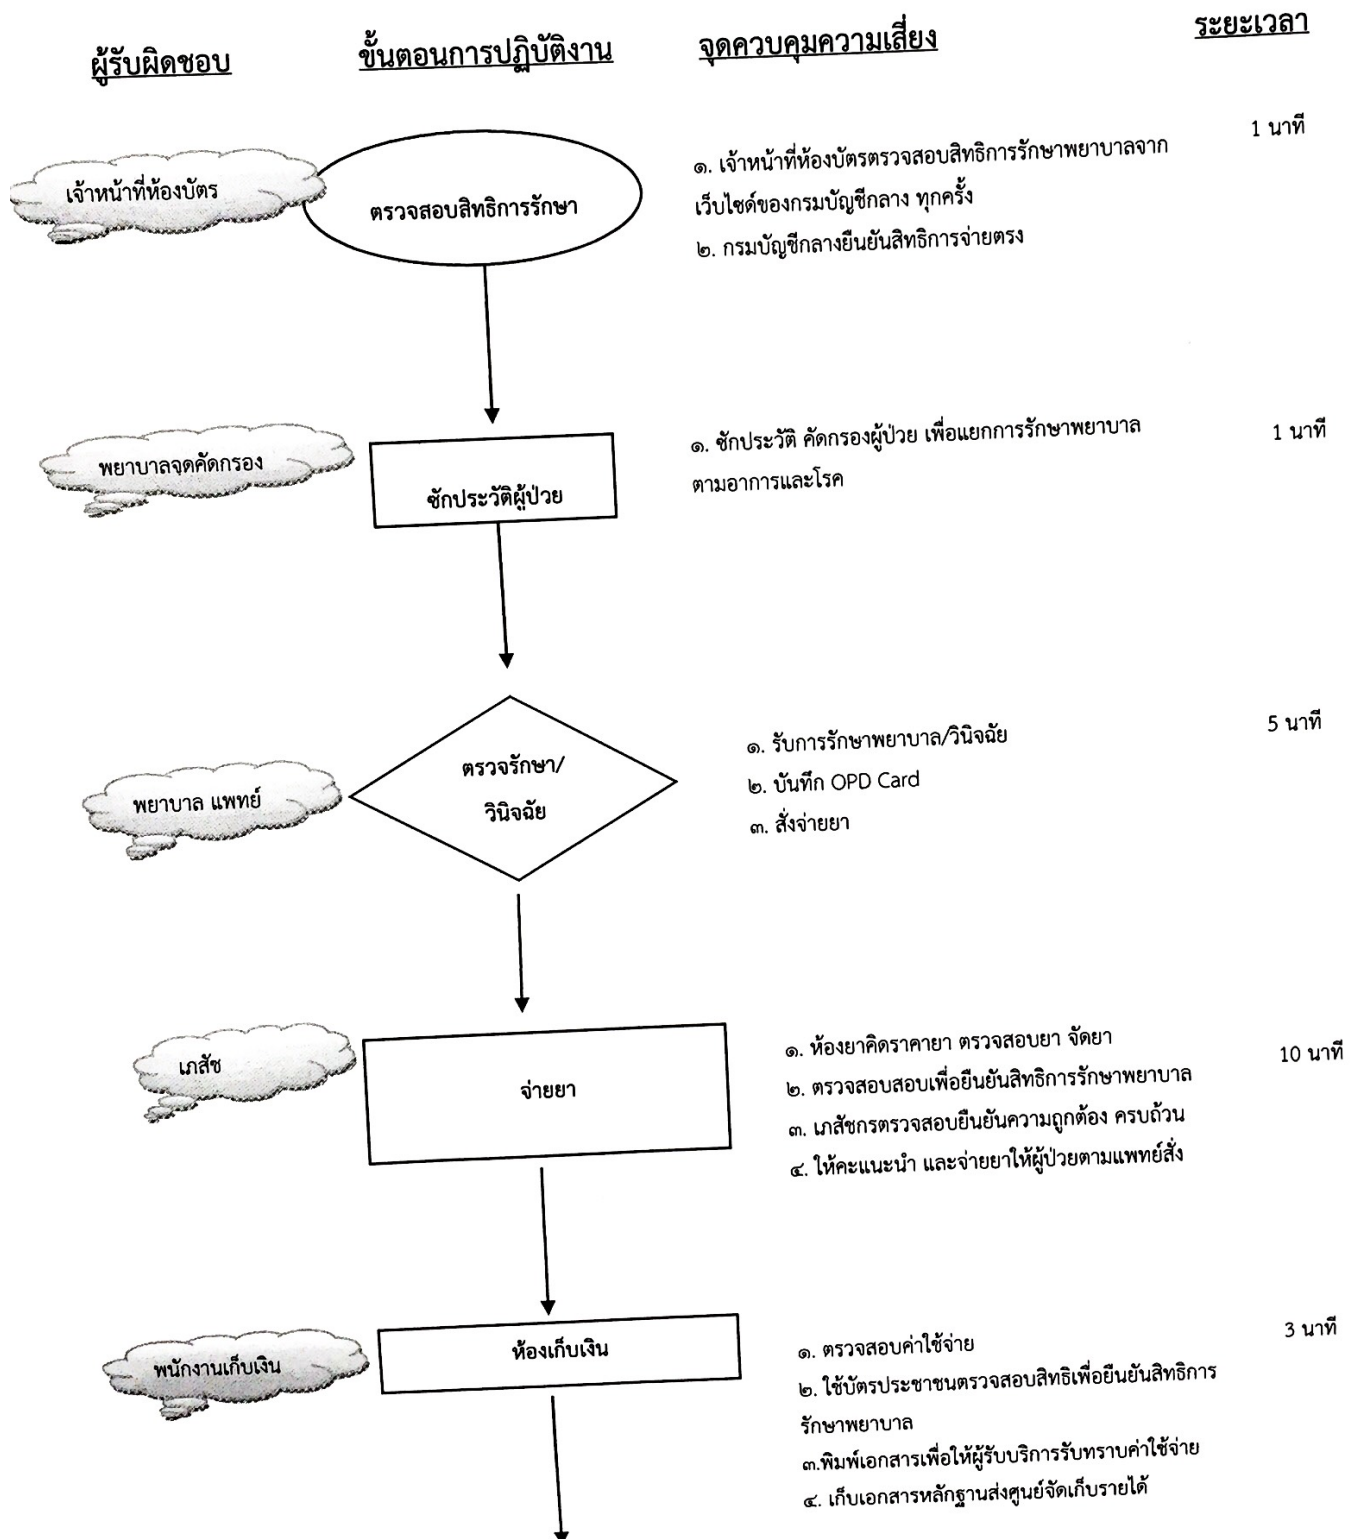 ผู้รับผิดชอบ ขั้นตอนการปฏิบัติงาน จุดควบคุมความเสี่ยง ระยะเวลา
เจ้าหน้าที่ห้องบัตร
ตรวจสอบสิทธิการรักษา
๑. เจ้าหน้าที่ห้องบัตรตรวจสอบสิทธิการรักษาพยาบาลจาก
เว็บไซด์ของกรมบัญชีกลาง ทุกครั้ง
๒. กรมบัญชีกลางยืนยันสิทธิการจ่ายตรง
1 นาที
พยาบาลจุดคัดกรอง
ซักประวัติผู้ป่วย
๑. ซักประวัติ คัดกรองผู้ป่วย เพื่อแยกการรักษาพยาบาล
ตามอาการและโรค
1 นาที
พยาบาล แพทย์
ตรวจรักษา/
วินิจฉัย
๑. รับการรักษาพยาบาล/วินิจฉัย
๒. บันทึก OPD Card
๓. สั่งจ่ายยา
5 นาที
เภสัช
จ่ายยา
๑. ห้องยาคิดราคายา ตรวจสอบยา จัดยา
๒. ตรวจสอบสอบเพื่อยืนยันสิทธิการรักษาพยาบาล
๓. เภสัชกรตรวจสอบยืนยันความถูกต้อง ครบถ้วน
๔. ให้คะแนะนำ และจ่ายยาให้ผู้ป่วยตามแพทย์สั่ง
10 นาที
พนักงานเก็บเงิน
ห้องเก็บเงิน
๑. ตรวจสอบค่าใช้จ่าย
๒. ใช้บัตรประชาชนตรวจสอบสิทธิเพื่อยืนยันสิทธิการ
รักษาพยาบาล
๓.พิมพ์เอกสารเพื่อให้ผู้รับบริการรับทราบค่าใช้จ่าย
๔. เก็บเอกสารหลักฐานส่งศูนย์จัดเก็บรายได้
3 นาที